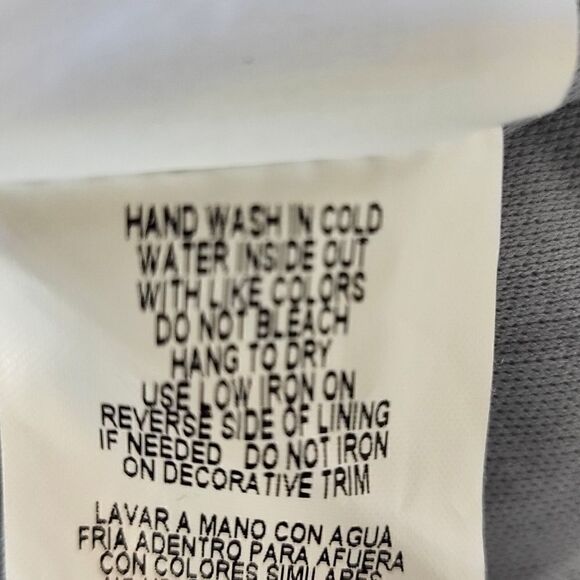 HAND WASH IN COLD
WATER INSIDE OUT
WITH LIKE COLORS
DO NOT BLEACH
HANG TO DRY
USE LOW IRON ON
REVERSE SIDE OF LINING
IF NEEDED DO NOT IRON
ON DECORATIVE TRIM
LAVAR A MANO CON AGUA
FRIA ADENTRO PARA AFUERA
CON COLORES SIMILARES